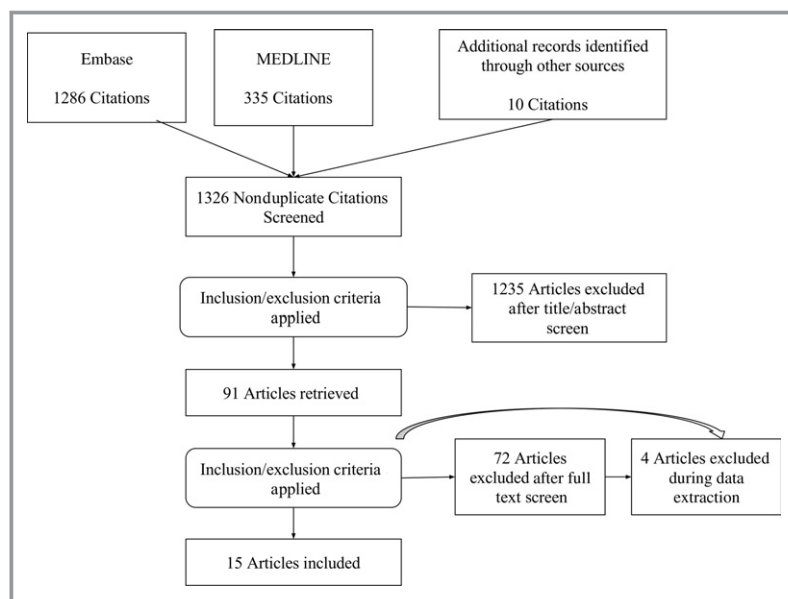 Embase
1286 Citations
MEDLINE
335 Citations
Additional records identified
through other sources
10 Citations
1326 Nonduplicate Citations
Screened
Inclusion/exclusion criteria
applied
1235 Articles excluded
after title/abstract
screen
91 Articles retrieved
Inclusion/exclusion criteria
applied
72 Articles
excluded after full
text screen
4 Articles excluded
during data
extraction
15 Articles included